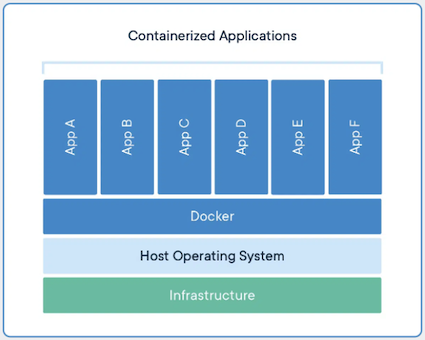 Containerized Applications
App A
App B
App C
App D
App E
App F
Docker
Host Operating System
Infrastructure